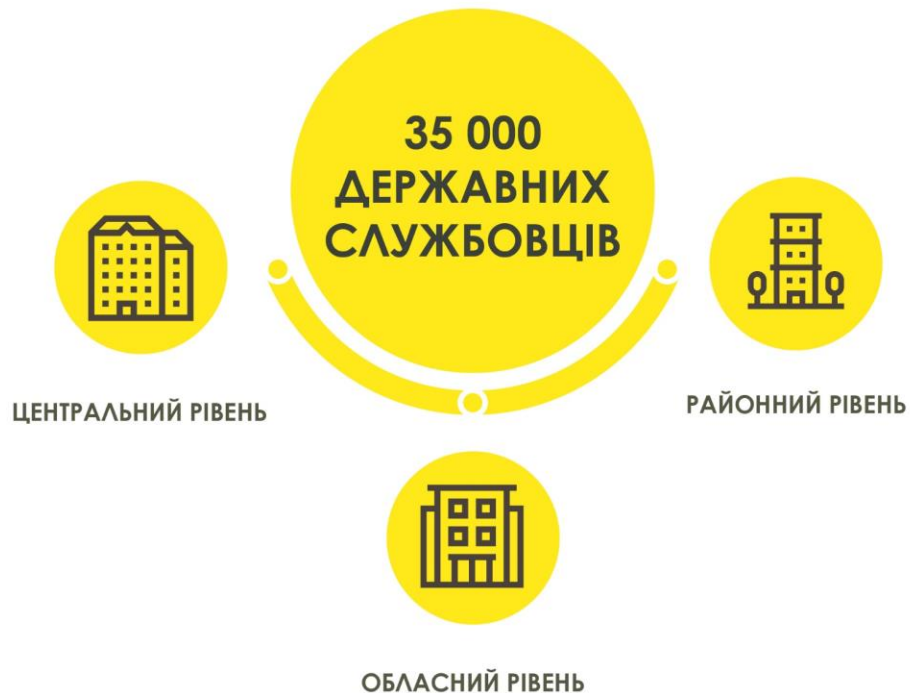 35 000
ДЕРЖАВНИХ
СЛУЖБОВЦІВ
ЦЕНТРАЛЬНИЙ РІВЕНЬ
РАЙОННИЙ РІВЕНЬ
ОБЛАСНИЙ РІВЕНЬ